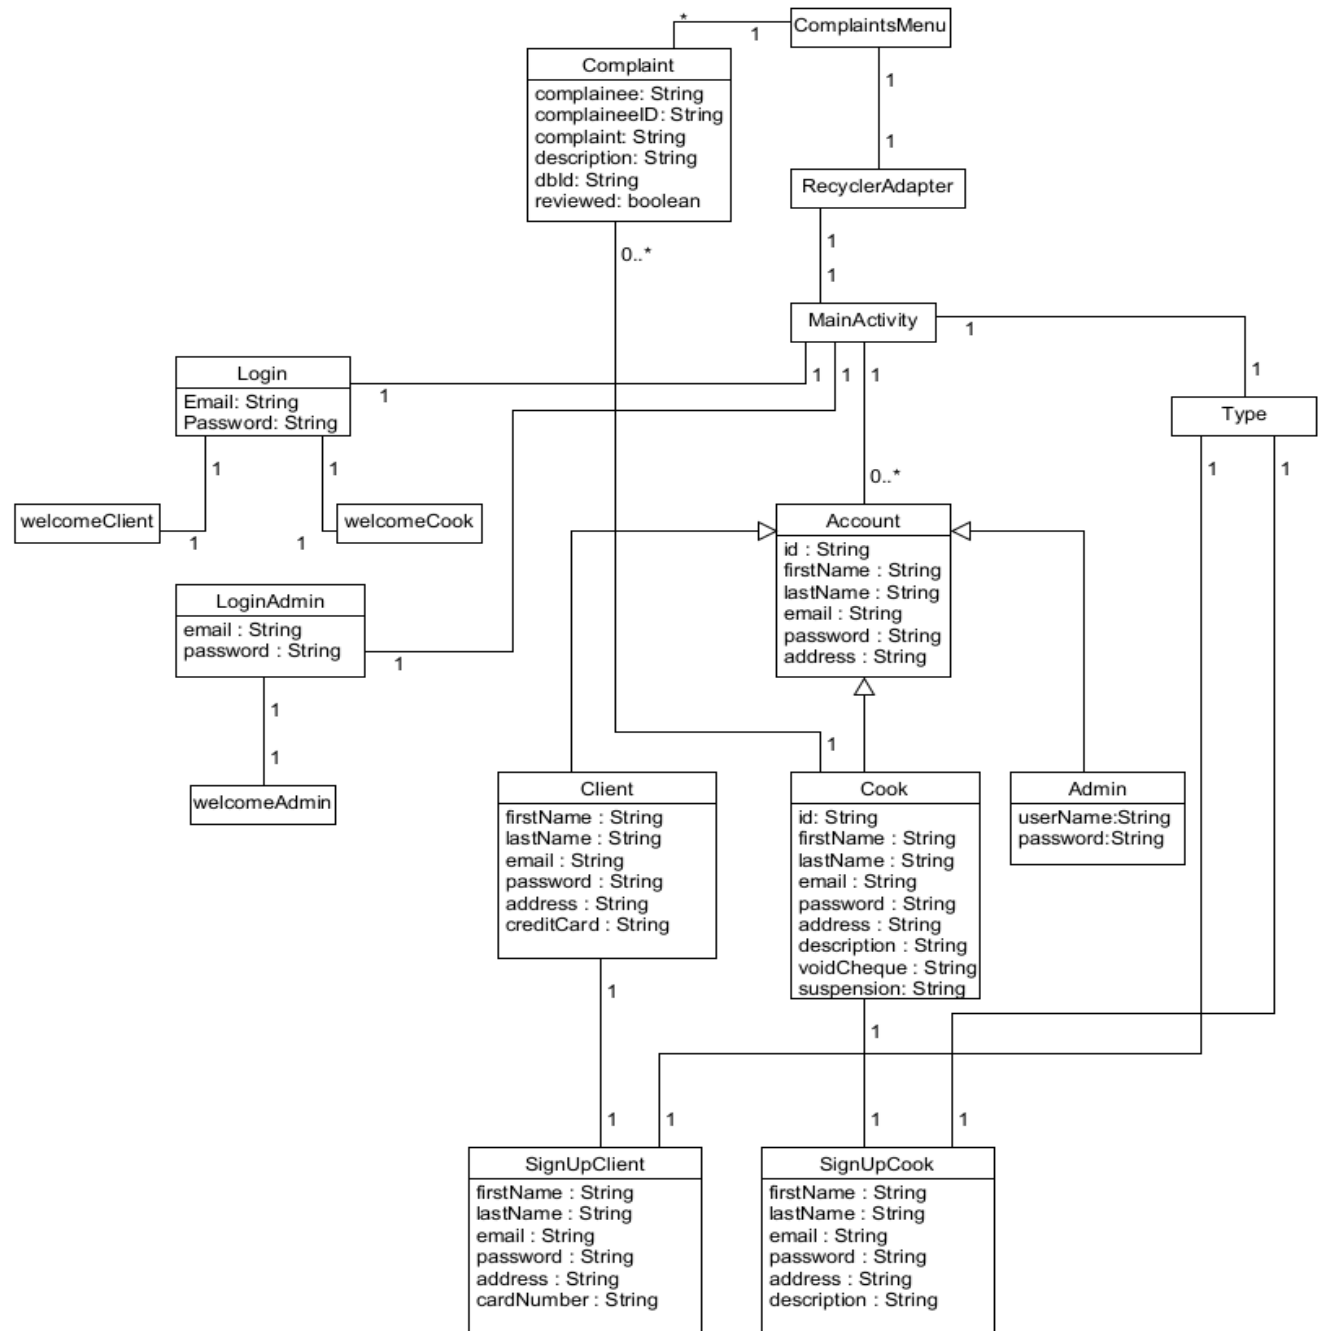 ComplaintsMenu
*
1
Complaint
complainee: String
complaineeID: String
complaint: String
description: String
dbId: String
reviewed: boolean
1
1
RecyclerAdapter
0..*
1
1
MainActivity
1
1
Login
Email: String
Password: String
1
1
1
1
Type
1
1
1
1
welcomeClient
1
welcomeCook
1
0..*
Account
id : String
firstName : String
lastName : String
email : String
password : String
address : String
LoginAdmin
email : String
password : String
1
1
1
welcomeAdmin
1
Client
firstName : String
lastName : String
email : String
password : String
address : String
creditCard : String
Cook
id: String
firstName : String
lastName : String
email : String
password : String
address : String
description : String
voidCheque : String
suspension: String
Admin
userName:String
password:String
1
1
1
1
1
1
SignUpClient
firstName : String
lastName : String
email : String
password : String
address : String
cardNumber : String
SignUpCook
firstName : String
lastName : String
email : String
password : String
address : String
description : String